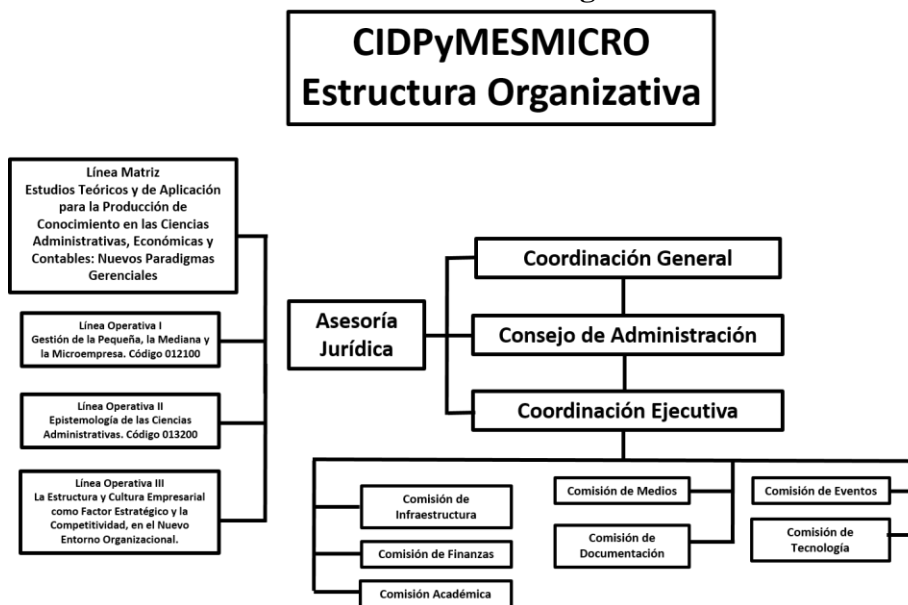 CIDPyMESMICRO
Estructura Organizativa
Línea Matriz
Estudios Teóricos y de Aplicación
para la Producción de
Conocimiento en las Ciencias
Administrativas, Económicas y
Contables: Nuevos Paradigmas
Gerenciales
Línea Operativa I
Gestión de la Pequeña, la Mediana y
la Microempresa. Código 012100
Línea Operativa II
Epistemología de las Ciencias
Administrativas. Código 013200
Línea Operativa III
La Estructura y Cultura Empresarial
como Factor Estratégico y la
Competitividad, en el Nuevo
Entorno Organizacional.
Asesoría
Jurídica
Coordinación General
Consejo de Administración
Coordinación Ejecutiva
Comisión de
Infraestructura
Comisión de Finanzas
Comisión Académica
Comisión de Medios
Comisión de
Documentación
Comisión de Eventos
Comisión de
Tecnología